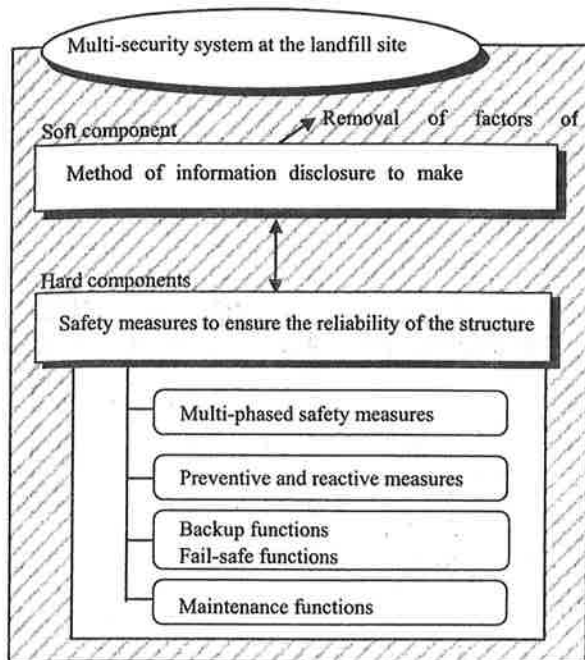 Multi-security system at the landfill site
Removal of factors of
Soft component
Method of information disclosure to make
Hard components
Safety measures to ensure the reliability of the structure
Multi-phased safety measures
Preventive and reactive measures
Backup functions
Fail-safe functions
Maintenance functions